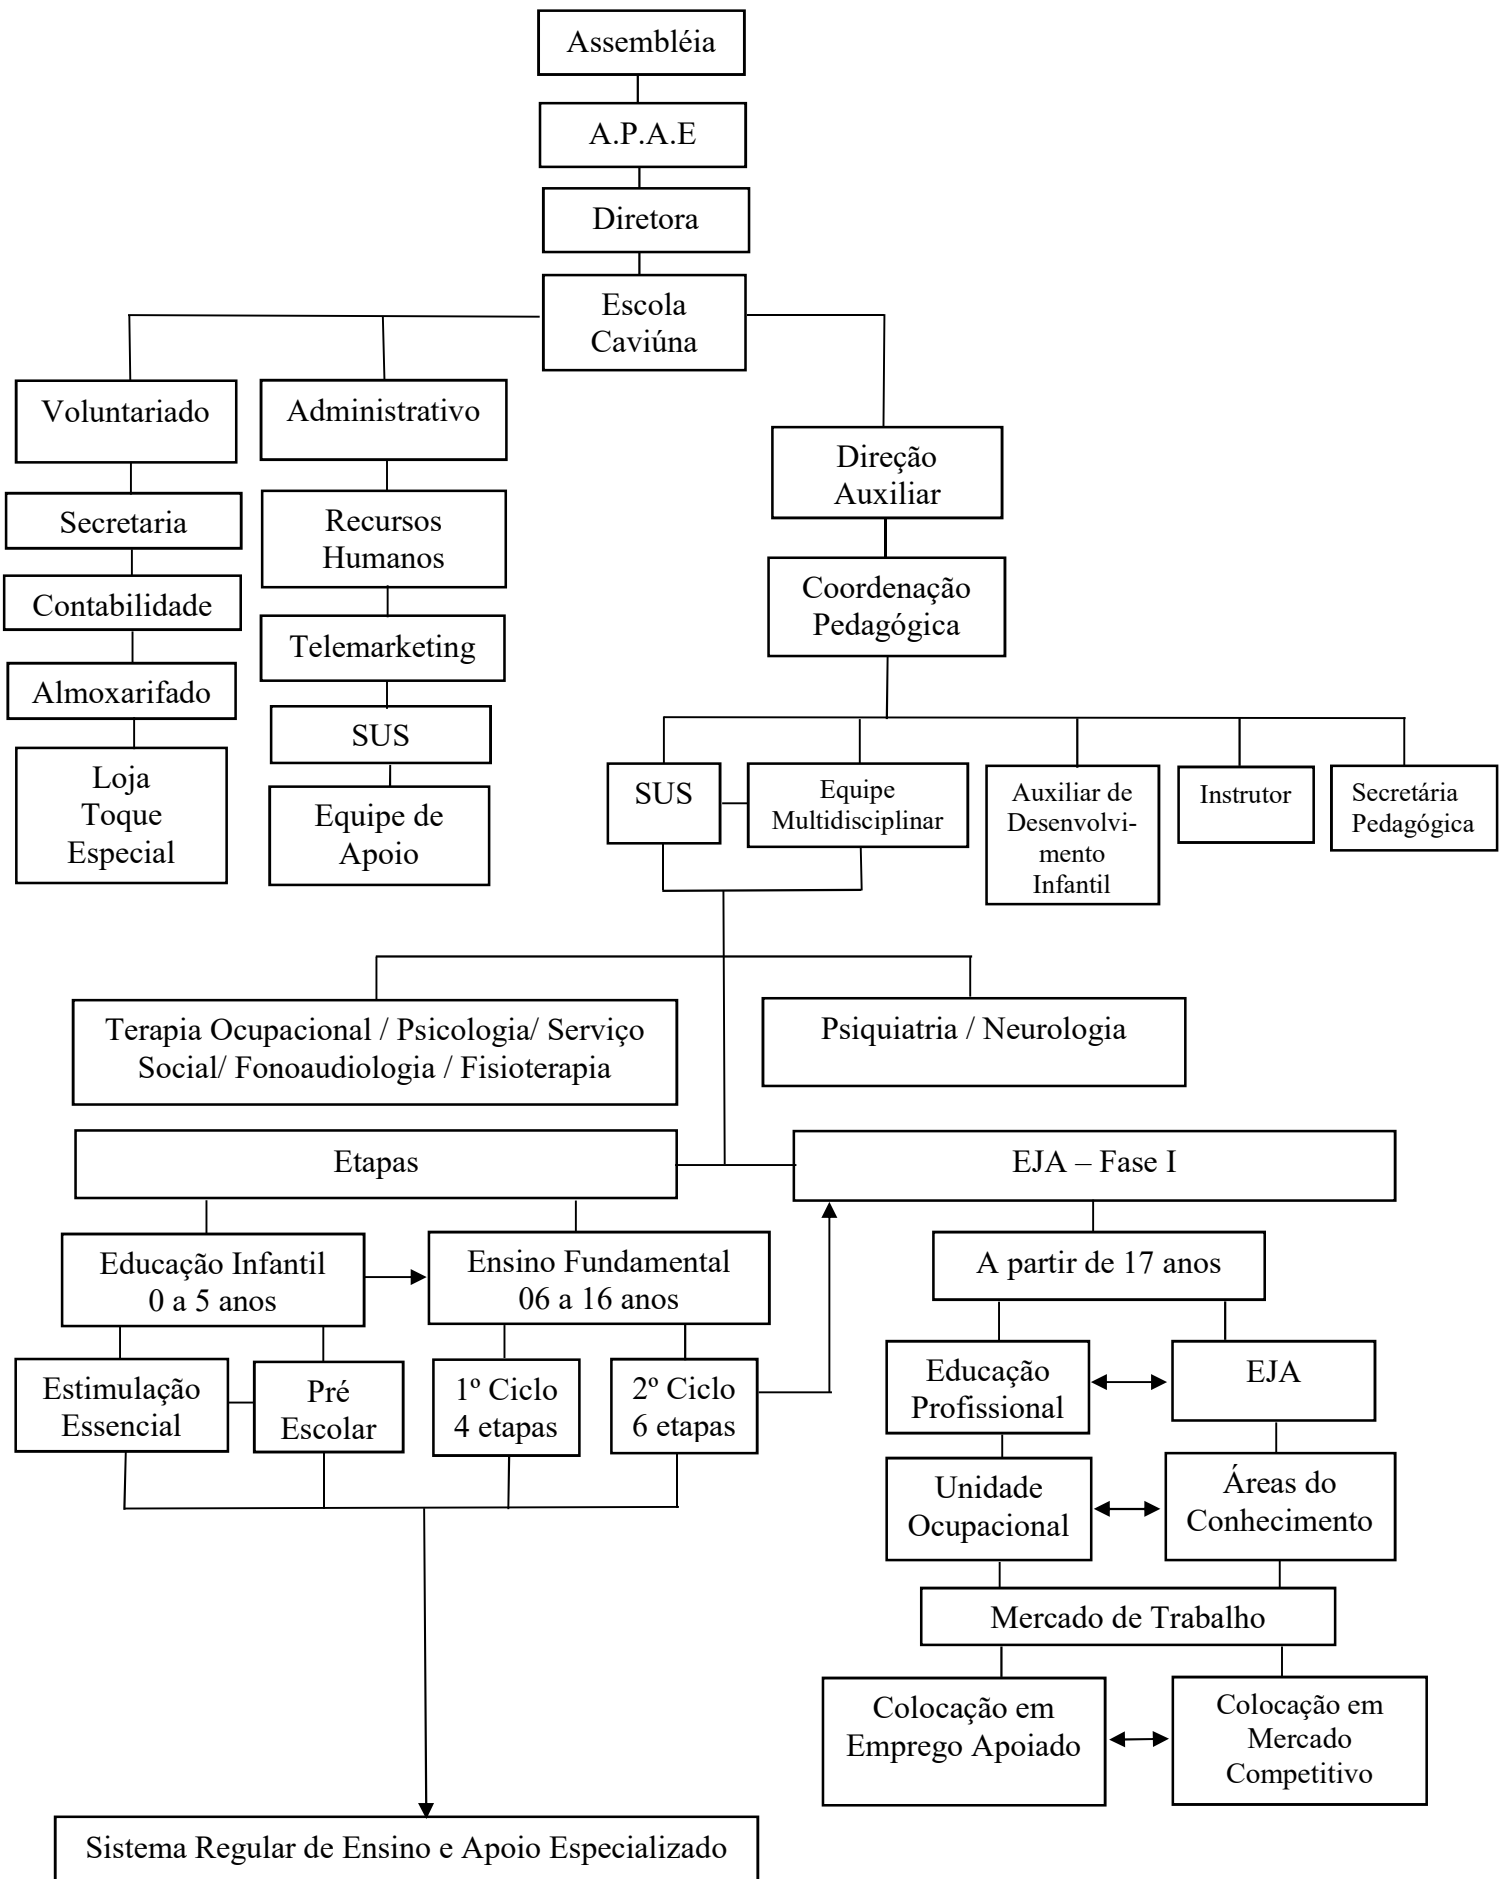 Assembléia
A.P.A.E
Diretora
Escola
Caviúna
Voluntariado
Administrativo
Direção
Auxiliar
Secretaria
Recursos
Humanos
Contabilidade
Coordenação
Pedagógica
Telemarketing
Almoxarifado
SUS
Loja
Toque
Especial
Equipe de
Apoio
SUS
Equipe
Multidisciplinar
Auxiliar de
Desenvolvi-
mento
Infantil
Instrutor
Secretária
Pedagógica
Terapia Ocupacional / Psicologia/ Serviço
Social/ Fonoaudiologia / Fisioterapia
Psiquiatria / Neurologia
Etapas
EJA – Fase I
Educação Infantil
0 a 5 anos
Ensino Fundamental
06 a 16 anos
A partir de 17 anos
Estimulação
Essencial
Pré
Escolar
1º Ciclo
4 etapas
2º Ciclo
6 etapas
Educação
Profissional
EJA
Unidade
Ocupacional
Áreas do
Conhecimento
Mercado de Trabalho
Colocação em
Emprego Apoiado
Colocação em
Mercado
Competitivo
Sistema Regular de Ensino e Apoio Especializado